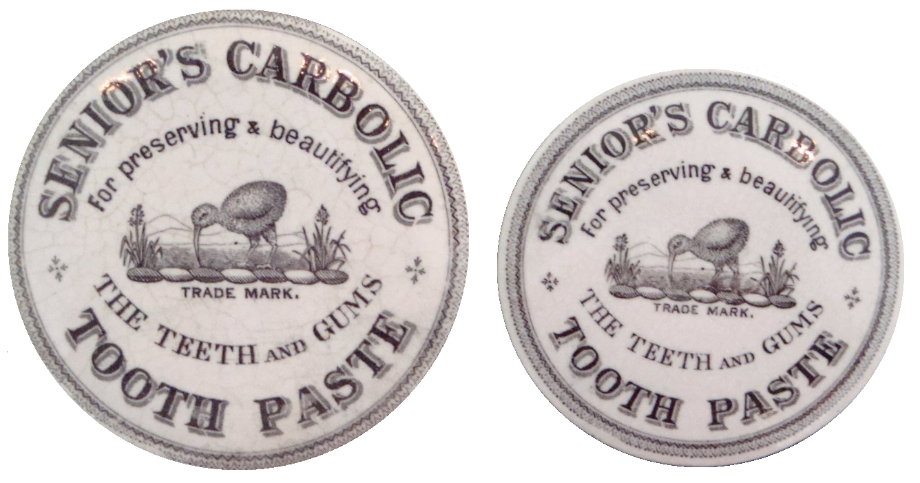 SENIOR'S CARBOLIC
For preserving & beautifying
TRADE MARK.
THE TEETH AND GUMS
TOOTH PASTE
SENIOR'S CARBOLIC
For preserving & beautifying
TRADE MARK.
THE TEETH AND GUMS
TOOTH PASTE